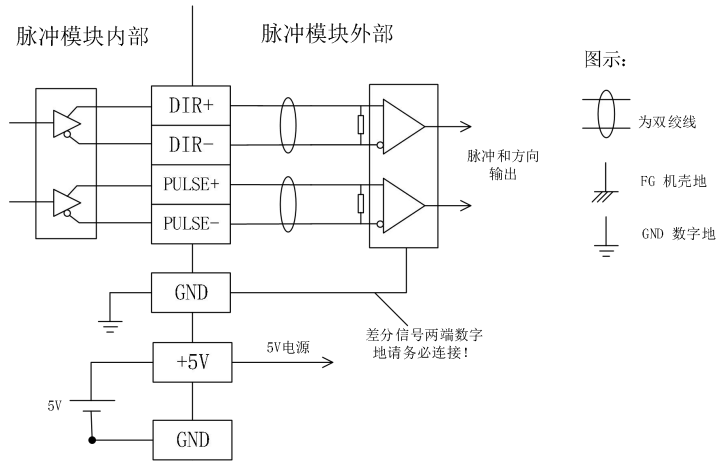 脉冲模块内部
脉冲模块外部
图示：
DIR+
DIR-
PULSE+
PULSE-
为双绞线
脉冲和方向
输出
FG 机壳地
GND 数字地
GND
差分信号两端数字
地请务必连接！
+5V
5V电源
5V
GND